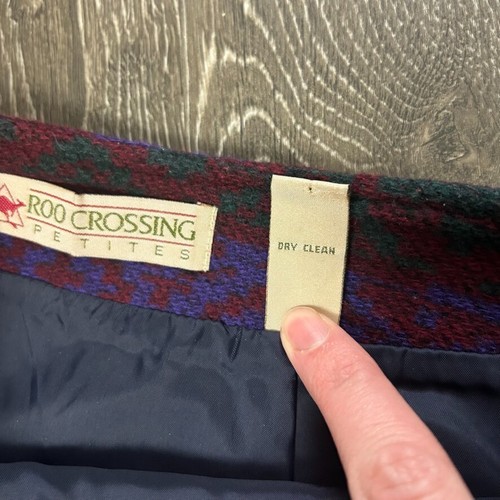 ROO CROSSING
PETITES
DRY CLEAN